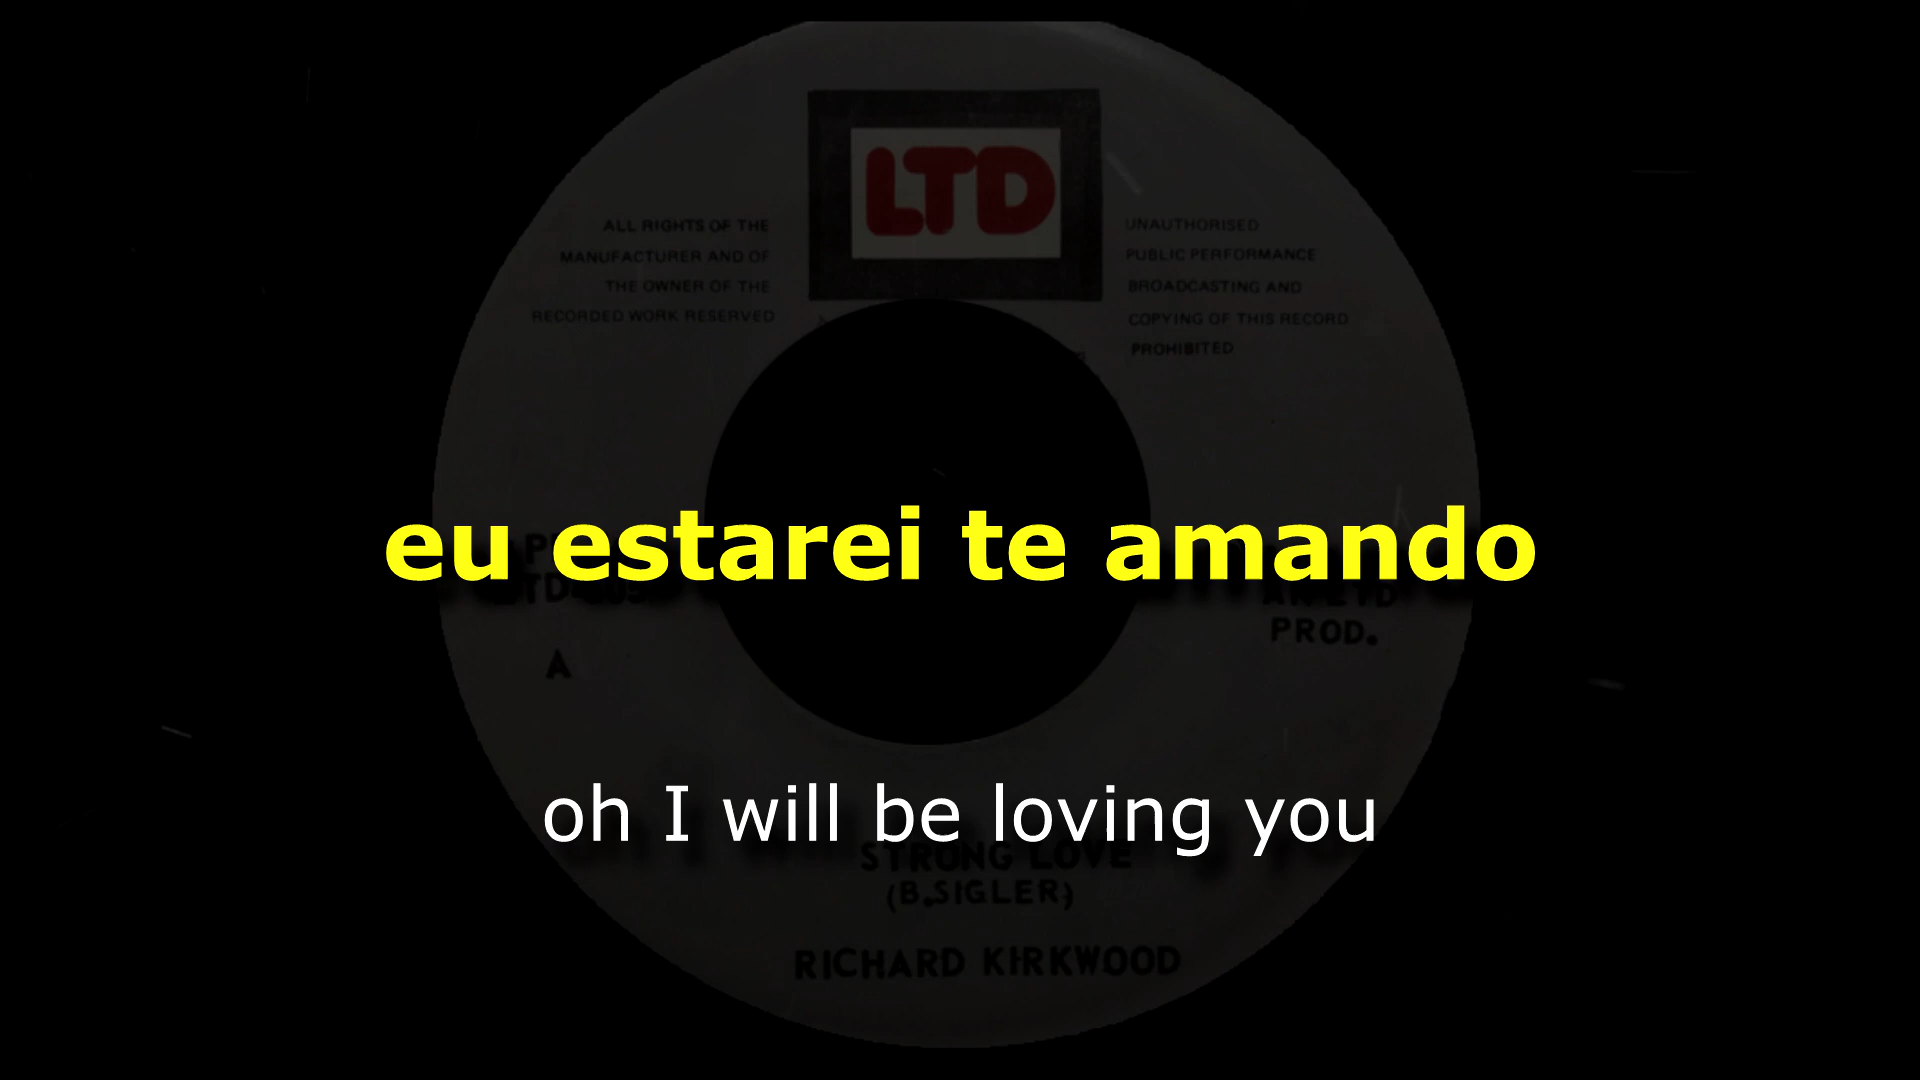 LTD
ALL RIGHTS OF THE
MANUFACTURER AND OF
THE OWNER OF THE
RECORDED WORK RESERVED
UNAUTHORISED
PUBLIC PERFORMANCE
BROADCASTING AND
COPYING OF THIS RECORD
PROHIBITED
eu estarei te amando
A
PROD.
oh I will be loving you
STRONG LOVE
(B.SIGLER)
RICHARD KIRKWOOD